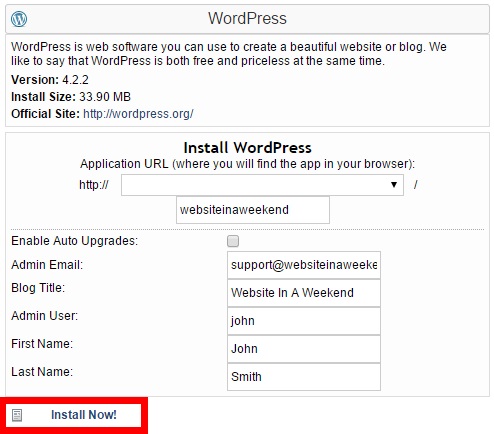 WordPress
WordPress is web software you can use to create a beautiful website or blog. We
like to say that WordPress is both free and priceless at the same time.
Version: 4.2.2
Install Size: 33.90 MB
Official Site: http://wordpress.org/
Install WordPress
Application URL (where you will find the app in your browser):
http:// /
websiteinaweekend
Enable Auto Upgrades:
Admin Email: support@websiteinaweeke
Blog Title: Website In A Weekend
Admin User: john
First Name: John
Last Name: Smith
Install Now!